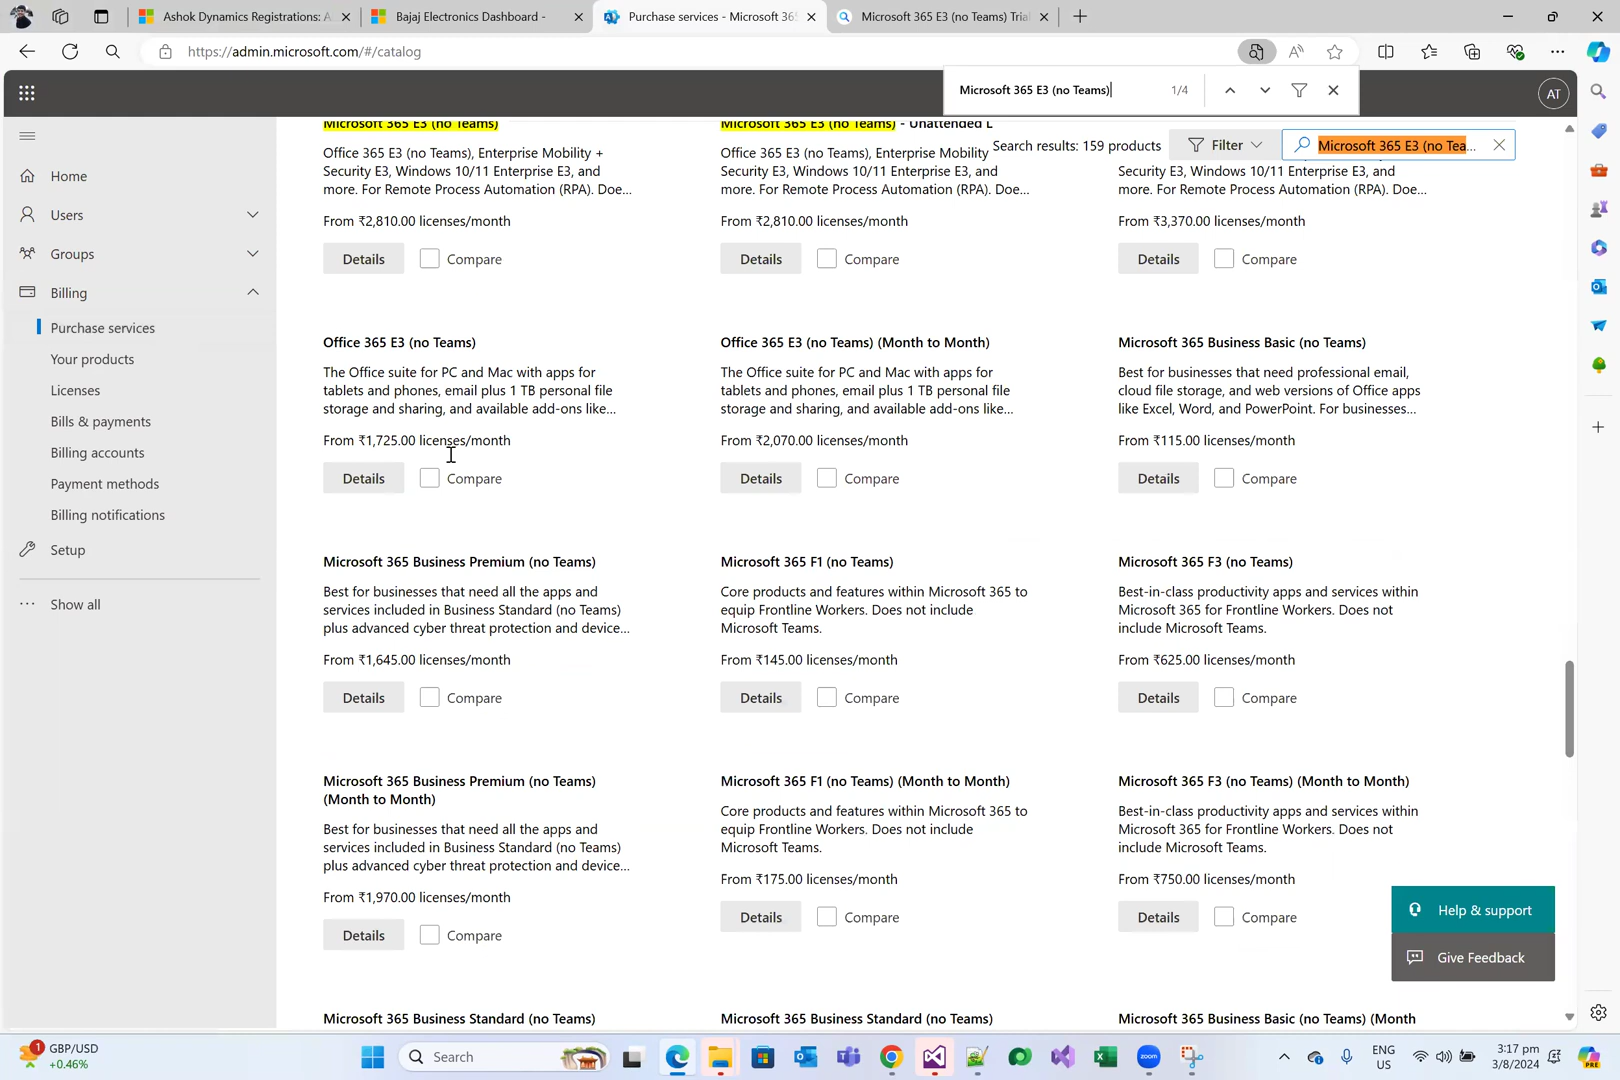 Ashok Dynamics Registrations: A
Bajaj Electronics Dashboard -
Purchase services - Microsoft 365
Microsoft 365 E3 (no Teams) Trial
https://admin.microsoft.com/#/catalog
Microsoft 365 E3 (no Teams)
1/4
AT
Home
Users
Groups
Billing
Purchase services
Your products
Licenses
Bills & payments
Billing accounts
Payment methods
Billing notifications
Setup
Show all
Search results: 159 products
Filter
Microsoft 365 E3 (no Tea...
Microsoft 365 E3 (no Teams)
Office 365 E3 (no Teams), Enterprise Mobility +
Security E3, Windows 10/11 Enterprise E3, and
more. For Remote Process Automation (RPA). Doe...
From ₹2,810.00 licenses/month
Details
Compare
Microsoft 365 E3 (no Teams) - Unattended L
Office 365 E3 (no Teams), Enterprise Mobility
Security E3, Windows 10/11 Enterprise E3, and
more. For Remote Process Automation (RPA). Doe...
From ₹2,810.00 licenses/month
Details
Compare
Security E3, Windows 10/11 Enterprise E3, and
more. For Remote Process Automation (RPA). Doe...
From ₹3,370.00 licenses/month
Details
Compare
Office 365 E3 (no Teams)
The Office suite for PC and Mac with apps for
tablets and phones, email plus 1 TB personal file
storage and sharing, and available add-ons like...
From ₹1,725.00 licenses/month
Details
Compare
Office 365 E3 (no Teams) (Month to Month)
The Office suite for PC and Mac with apps for
tablets and phones, email plus 1 TB personal file
storage and sharing, and available add-ons like...
From ₹2,070.00 licenses/month
Details
Compare
Microsoft 365 Business Basic (no Teams)
Best for businesses that need professional email,
cloud file storage, and web versions of Office apps
like Excel, Word, and PowerPoint. For businesses...
From ₹115.00 licenses/month
Details
Compare
Microsoft 365 Business Premium (no Teams)
Best for businesses that need all the apps and
services included in Business Standard (no Teams)
plus advanced cyber threat protection and device...
From ₹1,645.00 licenses/month
Details
Compare
Microsoft 365 F1 (no Teams)
Core products and features within Microsoft 365 to
equip Frontline Workers. Does not include
Microsoft Teams.
From ₹145.00 licenses/month
Details
Compare
Microsoft 365 F3 (no Teams)
Best-in-class productivity apps and services within
Microsoft 365 for Frontline Workers. Does not
include Microsoft Teams.
From ₹625.00 licenses/month
Details
Compare
Microsoft 365 Business Premium (no Teams)
(Month to Month)
Best for businesses that need all the apps and
services included in Business Standard (no Teams)
plus advanced cyber threat protection and device...
From ₹1,970.00 licenses/month
Details
Compare
Microsoft 365 F1 (no Teams) (Month to Month)
Core products and features within Microsoft 365 to
equip Frontline Workers. Does not include
Microsoft Teams.
From ₹175.00 licenses/month
Details
Compare
Microsoft 365 F3 (no Teams) (Month to Month)
Best-in-class productivity apps and services within
Microsoft 365 for Frontline Workers. Does not
include Microsoft Teams.
From ₹750.00 licenses/month
Details
Compare
Microsoft 365 Business Standard (no Teams)
Microsoft 365 Business Standard (no Teams)
Microsoft 365 Business Basic (no Teams) (Month
Help & support
Give Feedback
1
GBP/USD
+0.46%
Search
zoom
ENG
US
3:17 pm
3/8/2024
PRE